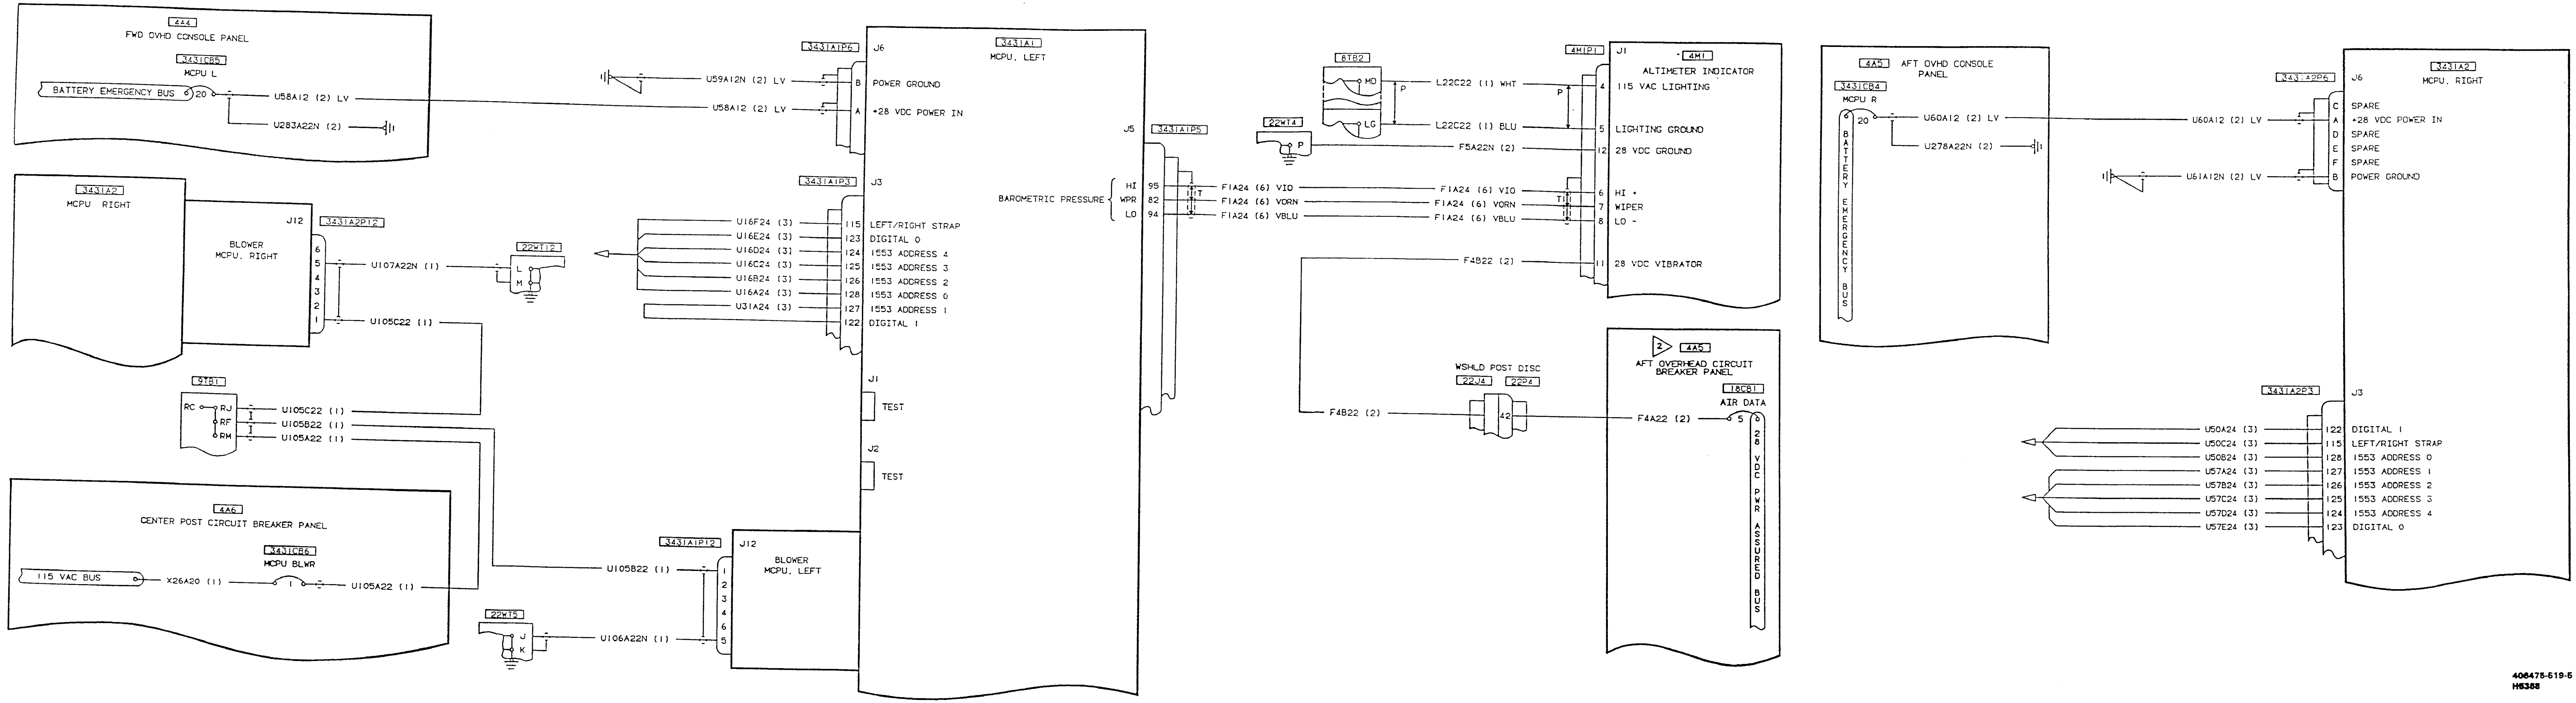 4A4
FWD OVHD CONSOLE PANEL
3431CB5
MCPU L
BATTERY EMERGENCY BUS
20
U58A12 (2) LV
U283A22N (2)
3431A2
MCPU RIGHT
J12
3431A2P12
BLOWER
MCPU, RIGHT
6
5
4
3
2
1
U107A22N (1)
22WT12
L
M
U105C22 (1)
9TB1
RC
RJ
RF
RM
U105C22 (1)
U105B22 (1)
U105A22 (1)
4A6
CENTER POST CIRCUIT BREAKER PANEL
3431CB6
MCPU BLWR
115 VAC BUS
X26A20 (1)
1
U105A22 (1)
3431A1P6
J6
3431A1
MCPU, LEFT
U59A12N (2) LV
B
POWER GROUND
U58A12 (2) LV
A
+28 VDC POWER IN
3431A1P3
J3
U16F24 (3)
115
LEFT/RIGHT STRAP
U16E24 (3)
123
DIGITAL 0
U16D24 (3)
124
1553 ADDRESS 4
U16C24 (3)
125
1553 ADDRESS 3
U16B24 (3)
126
1553 ADDRESS 2
U16A24 (3)
128
1553 ADDRESS 0
U31A24 (3)
127
1553 ADDRESS 1
122
DIGITAL 1
J1
TEST
J2
TEST
3431A1P12
J12
BLOWER
MCPU, LEFT
U105B22 (1)
1
2
3
4
6
5
22WT5
J
K
U106A22N (1)
J5
3431A1P5
BAROMETRIC PRESSURE
HI
95
WPR
82
LO
94
T
F1A24 (6) VIO
F1A24 (6) VORN
F1A24 (6) VBLU
8TB2
MD
LG
P
L22C22 (1) WHT
L22C22 (1) BLU
P
22WT4
P
F5A22N (2)
F1A24 (6) VIO
F1A24 (6) VORN
F1A24 (6) VBLU
T
4M1P1
J1
4M1
ALTIMETER INDICATOR
4
115 VAC LIGHTING
5
LIGHTING GROUND
12
28 VDC GROUND
6
HI +
7
WIPER
8
LO -
F4B22 (2)
11
28 VDC VIBRATOR
2
4A5
AFT OVERHEAD CIRCUIT
BREAKER PANEL
18CB1
AIR DATA
WSHLD POST DISC
22J4
22P4
F4B22 (2)
42
F4A22 (2)
5
28 VDC PWR ASSURED BUS
4A5
AFT OVHD CONSOLE
PANEL
3431CB4
MCPU R
20
BATTERY EMERGENCY BUS
U60A12 (2) LV
U278A22N (2)
3431A2P6
J6
3431A2
MCPU, RIGHT
C
SPARE
U60A12 (2) LV
A
+28 VDC POWER IN
D
SPARE
E
SPARE
F
SPARE
U61A12N (2) LV
B
POWER GROUND
3431A2P3
J3
U50A24 (3)
122
DIGITAL 1
U50C24 (3)
115
LEFT/RIGHT STRAP
U50B24 (3)
128
1553 ADDRESS 0
U57A24 (3)
127
1553 ADDRESS 1
U57B24 (3)
126
1553 ADDRESS 2
U57C24 (3)
125
1553 ADDRESS 3
U57D24 (3)
124
1553 ADDRESS 4
U57E24 (3)
123
DIGITAL 0
406475-519-5
H5368